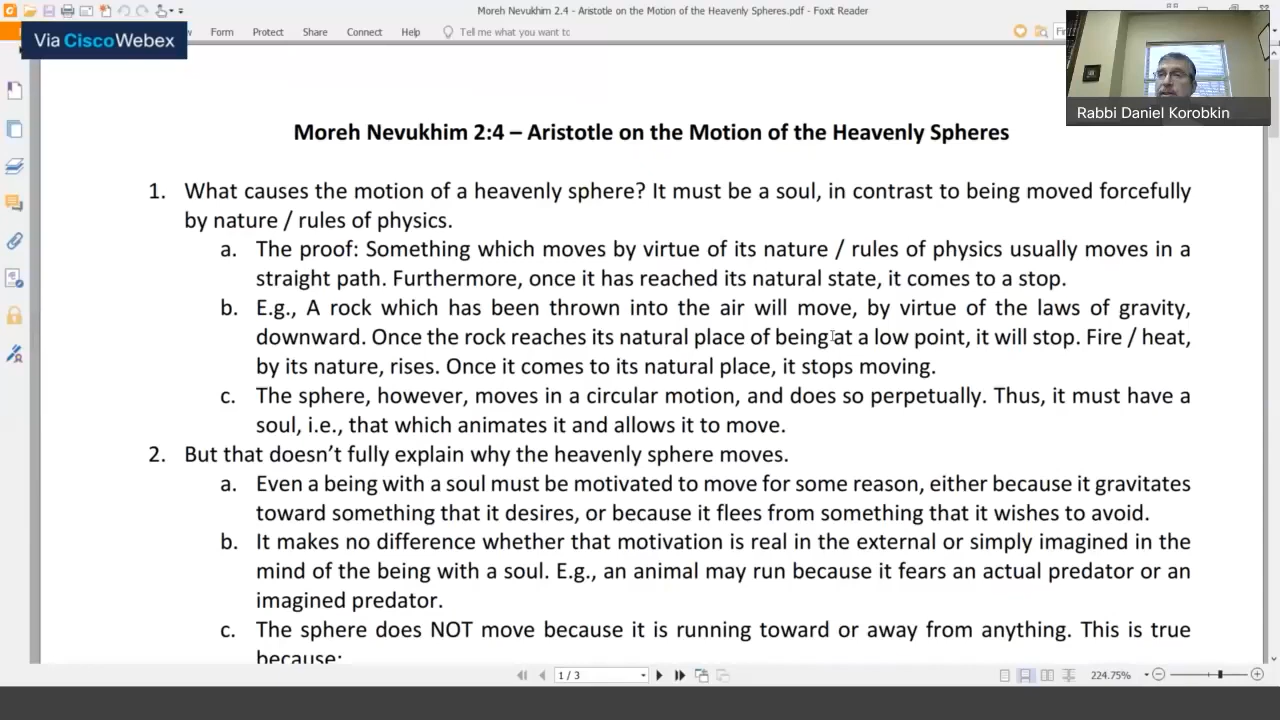 Moreh Nevukhim 2.4 - Aristotle on the Motion of the Heavenly Spheres.pdf - Foxit Reader
Via CiscoWebex
Form Protect Share Connect Help Tell me what you want to
Rabbi Daniel Korobkin
Moreh Nevukhim 2:4 – Aristotle on the Motion of the Heavenly Spheres
1. What causes the motion of a heavenly sphere? It must be a soul, in contrast to being moved forcefully
by nature / rules of physics.
a. The proof: Something which moves by virtue of its nature / rules of physics usually moves in a
straight path. Furthermore, once it has reached its natural state, it comes to a stop.
b. E.g., A rock which has been thrown into the air will move, by virtue of the laws of gravity,
downward. Once the rock reaches its natural place of being at a low point, it will stop. Fire / heat,
by its nature, rises. Once it comes to its natural place, it stops moving.
c. The sphere, however, moves in a circular motion, and does so perpetually. Thus, it must have a
soul, i.e., that which animates it and allows it to move.
2. But that doesn’t fully explain why the heavenly sphere moves.
a. Even a being with a soul must be motivated to move for some reason, either because it gravitates
toward something that it desires, or because it flees from something that it wishes to avoid.
b. It makes no difference whether that motivation is real in the external or simply imagined in the
mind of the being with a soul. E.g., an animal may run because it fears an actual predator or an
imagined predator.
c. The sphere does NOT move because it is running toward or away from anything. This is true
because:
1 / 3
224.75%